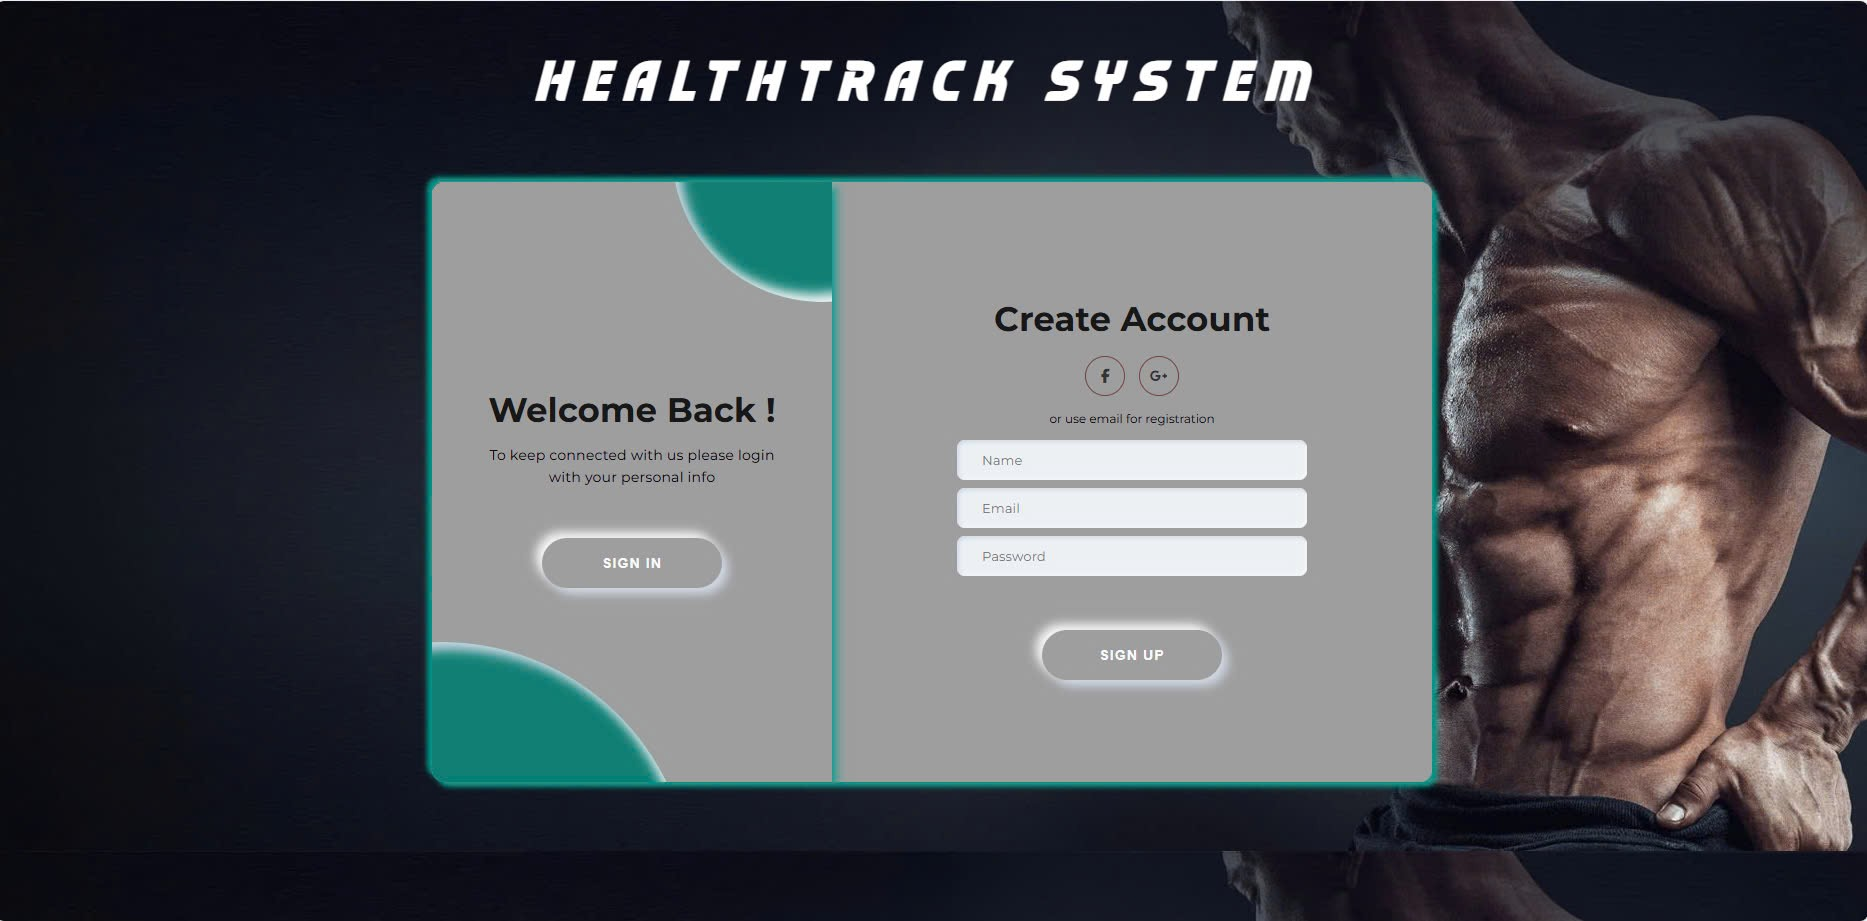 HEALTHTRACK SYSTEM
Welcome Back !
To keep connected with us please login
with your personal info
SIGN IN
Create Account
f
G+
or use email for registration
Name
Email
Password
SIGN UP